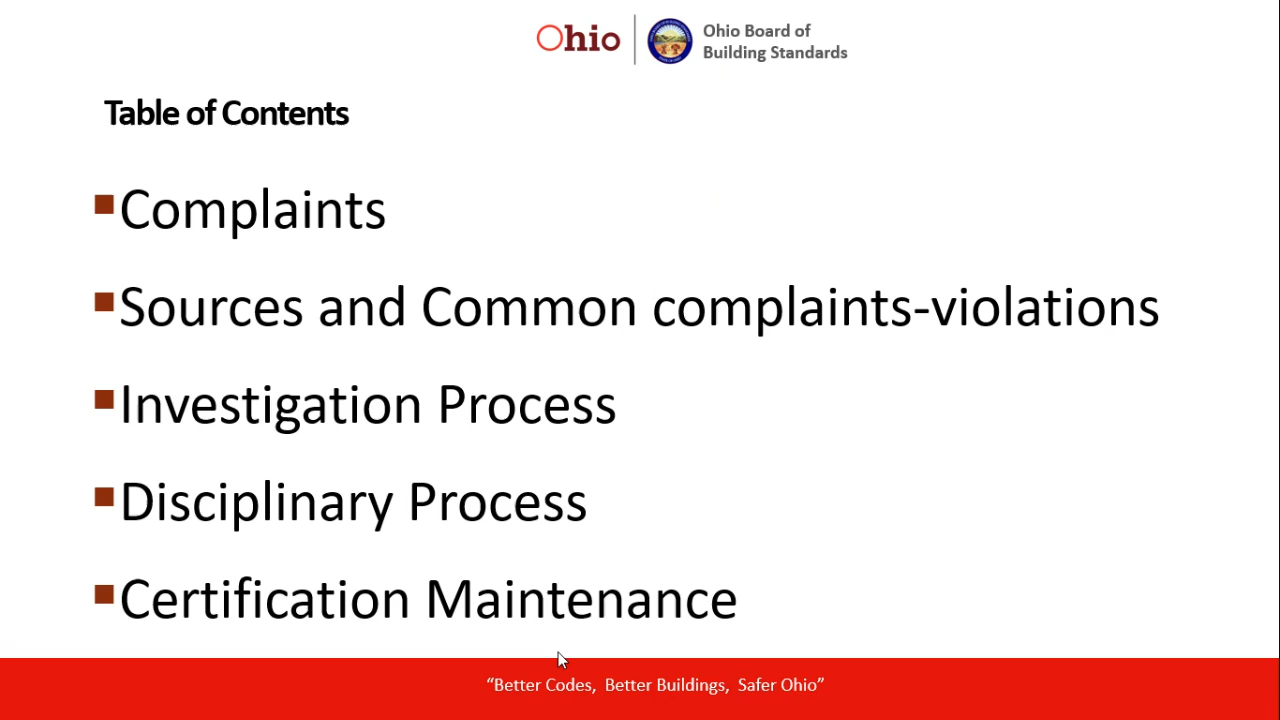 Ohio
Ohio Board of
Building Standards
Table of Contents
Complaints
Sources and Common complaints-violations
Investigation Process
Disciplinary Process
Certification Maintenance
“Better Codes, Better Buildings, Safer Ohio”